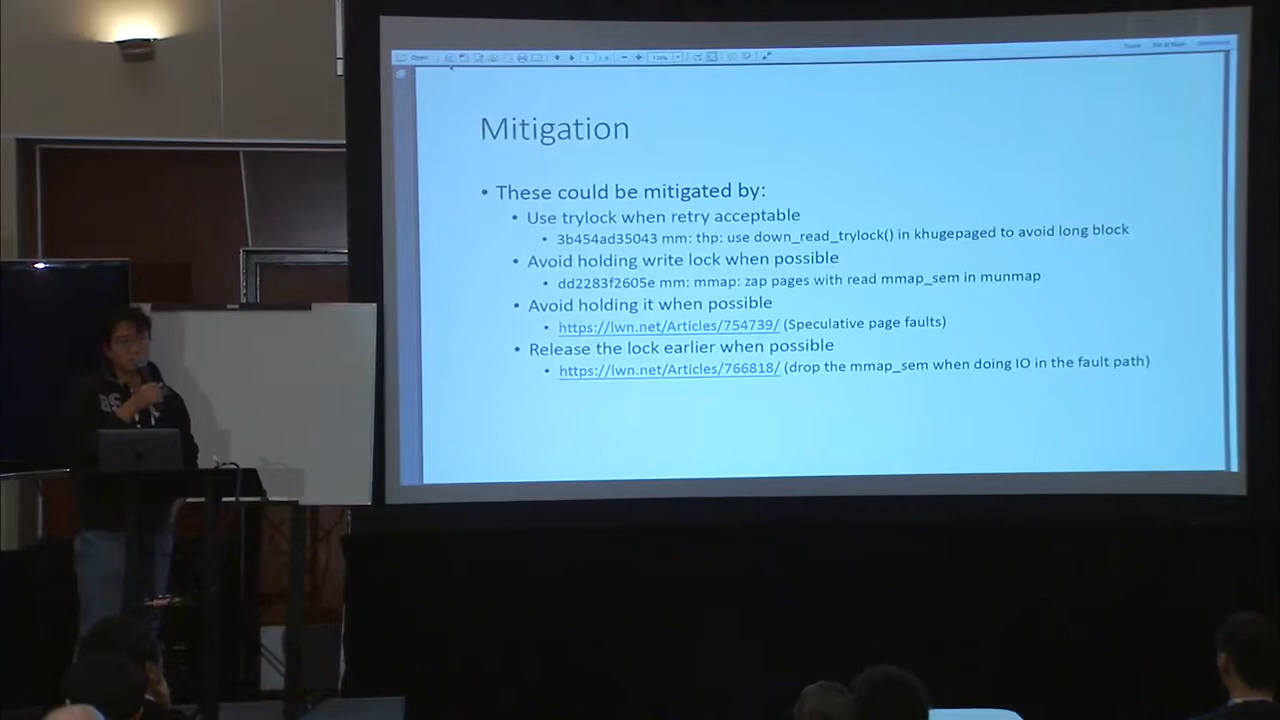 Open
Mitigation
• These could be mitigated by:
• Use trylock when retry acceptable
• 3b454ad35043 mm: thp: use down_read_trylock() in khugepaged to avoid long block
• Avoid holding write lock when possible
• dd2283f2605e mm: mmap: zap pages with read mmap_sem in munmap
• Avoid holding it when possible
• https://lwn.net/Articles/754739/ (Speculative page faults)
• Release the lock earlier when possible
• https://lwn.net/Articles/766818/ (drop the mmap_sem when doing IO in the fault path)